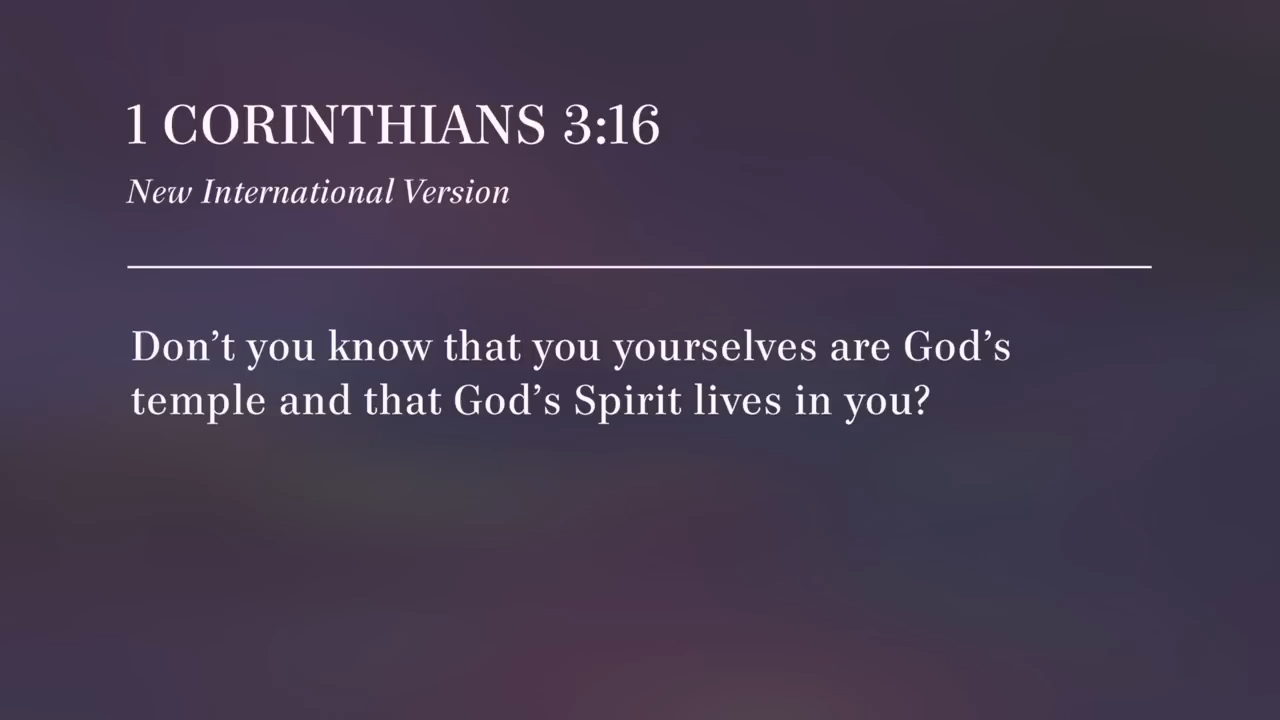 1 CORINTHIANS 3:16
New International Version
Don’t you know that you yourselves are God’s
temple and that God’s Spirit lives in you?